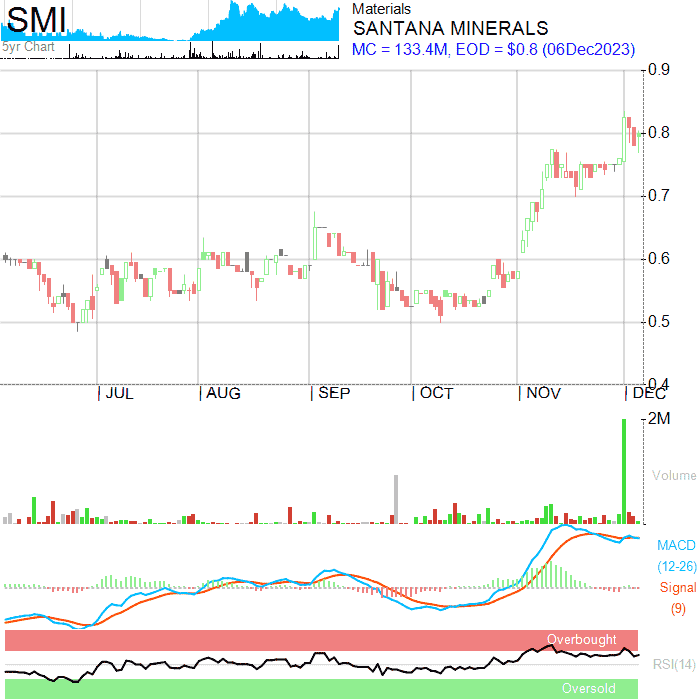 SMI
5yr Chart
Materials
SANTANA MINERALS
MC = 133.4M, EOD = $0.8 (06Dec2023)
0.9
0.8
0.7
0.6
0.5
0.4
JUL
AUG
SEP
OCT
NOV
DEC
2M
Volume
MACD
(12-26)
Signal
(9)
Overbought
RSI(14)
Oversold